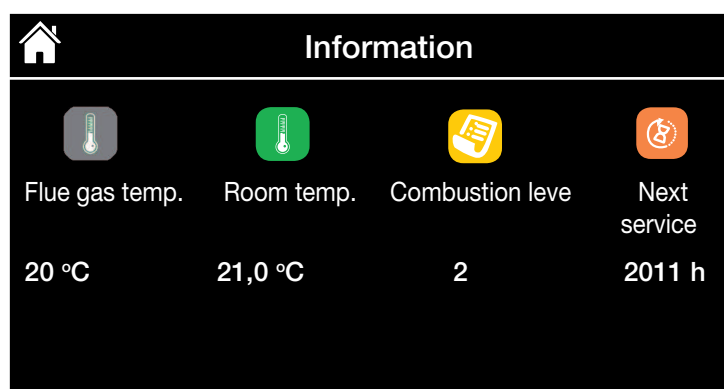 Information
Flue gas temp. Room temp. Combustion leve Next
service
20 °C 21,0 °C 2 2011 h